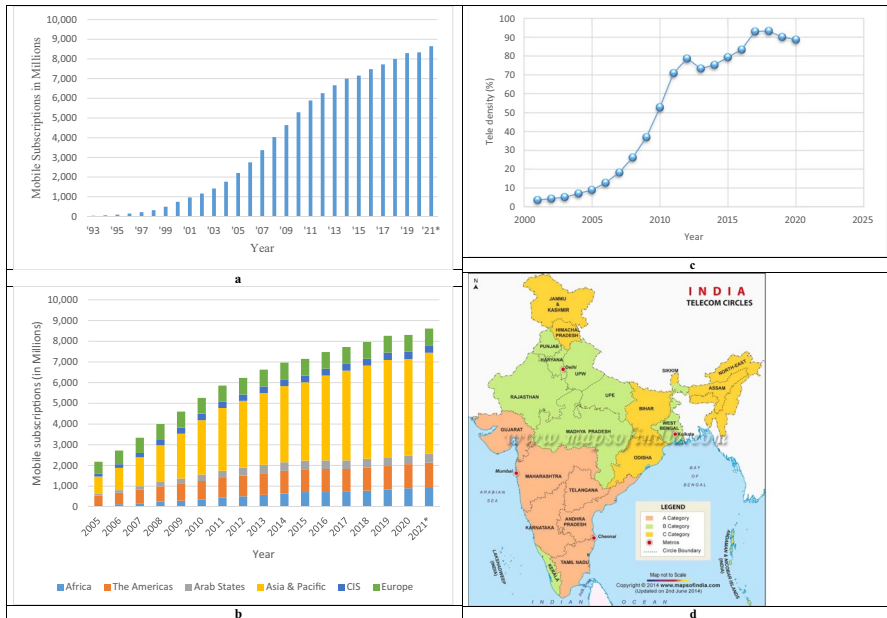 10,000
9,000
8,000
7,000
6,000
5,000
4,000
3,000
2,000
1,000
0
Mobile Subscriptions in Millions
'93 '95 '97 '99 '01 '03 '05 '07 '09 '11 '13 '15 '17 '19 '21*
Year
a
100
90
80
70
60
50
40
30
20
10
0
Tele density (%)
2000 2005 2010 2015 2020 2025
Year
c
10,000
9,000
8,000
7,000
6,000
5,000
4,000
3,000
2,000
1,000
0
Mobile subscriptions (in Millions)
2005 2006 2007 2008 2009 2010 2011 2012 2013 2014 2015 2016 2017 2018 2019 2020 2021*
Year
Africa The Americas Arab States Asia & Pacific CIS Europe
b
N
INDIA
TELECOM CIRCLES
JAMMU
&
KASHMIR
HIMACHAL
PRADESH
PUNJAB
HARYANA
Delhi
UPW
RAJASTHAN
UPE
SIKKIM
NORTH-EAST
ASSAM
BIHAR
GUJARAT
MADHYA PRADESH
WEST
BENGAL
Kolkata
www.mapsofindia.com
ODISHA
Mumbai
MAHARASHTRA
TELANGANA
BAY
OF
BENGAL
ARABIAN
SEA
KARNATAKA
ANDHRA
PRADESH
Chennai
TAMIL NADU
KERALA
LAKSHADWEEP
(INDIA)
ANDAMAN & NICOBAR ISLANDS
(INDIA)
LEGEND
A Category
B Category
C Category
Metros
Circle Boundary
Map not to Scale
Copyright © 2014 www.mapsofindia.com
(Updated on 2nd June 2014)
INDIAN OCEAN
d